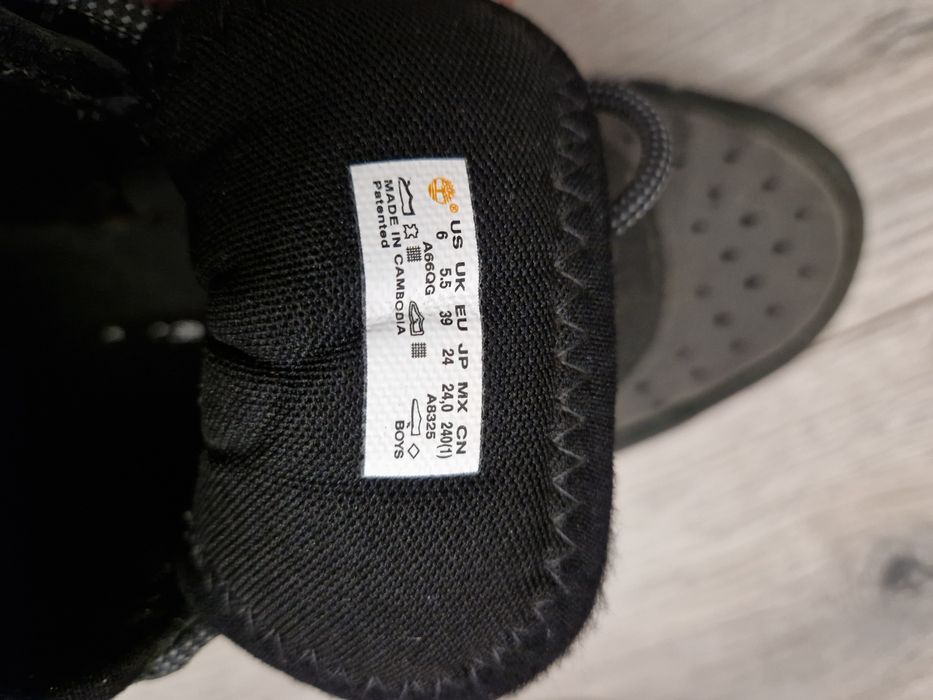 ®
US UK EU JP MX CN
6 5.5 39 24 24,0 240(1)
A66QG A8325
BOYS
MADE IN CAMBODIA
Patented